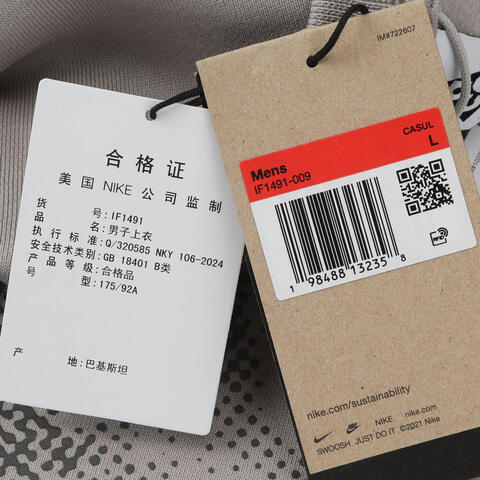 合格证
美国 NIKE 公司监制
货 号: IF1491
品 名: 男子上衣
执行标准: Q/320585 NKY 106-2024
安全技术类别: GB 18401 B类
产品等级: 合格品
号 型: 175/92A
产 地: 巴基斯坦
IM#722607
CASUL
Mens L
IF1491-009
1 98488 13235 8
RFID
nike.com/sustainability
NIKE nike.com
SWOOSH JUST DO IT ©2021 Nike